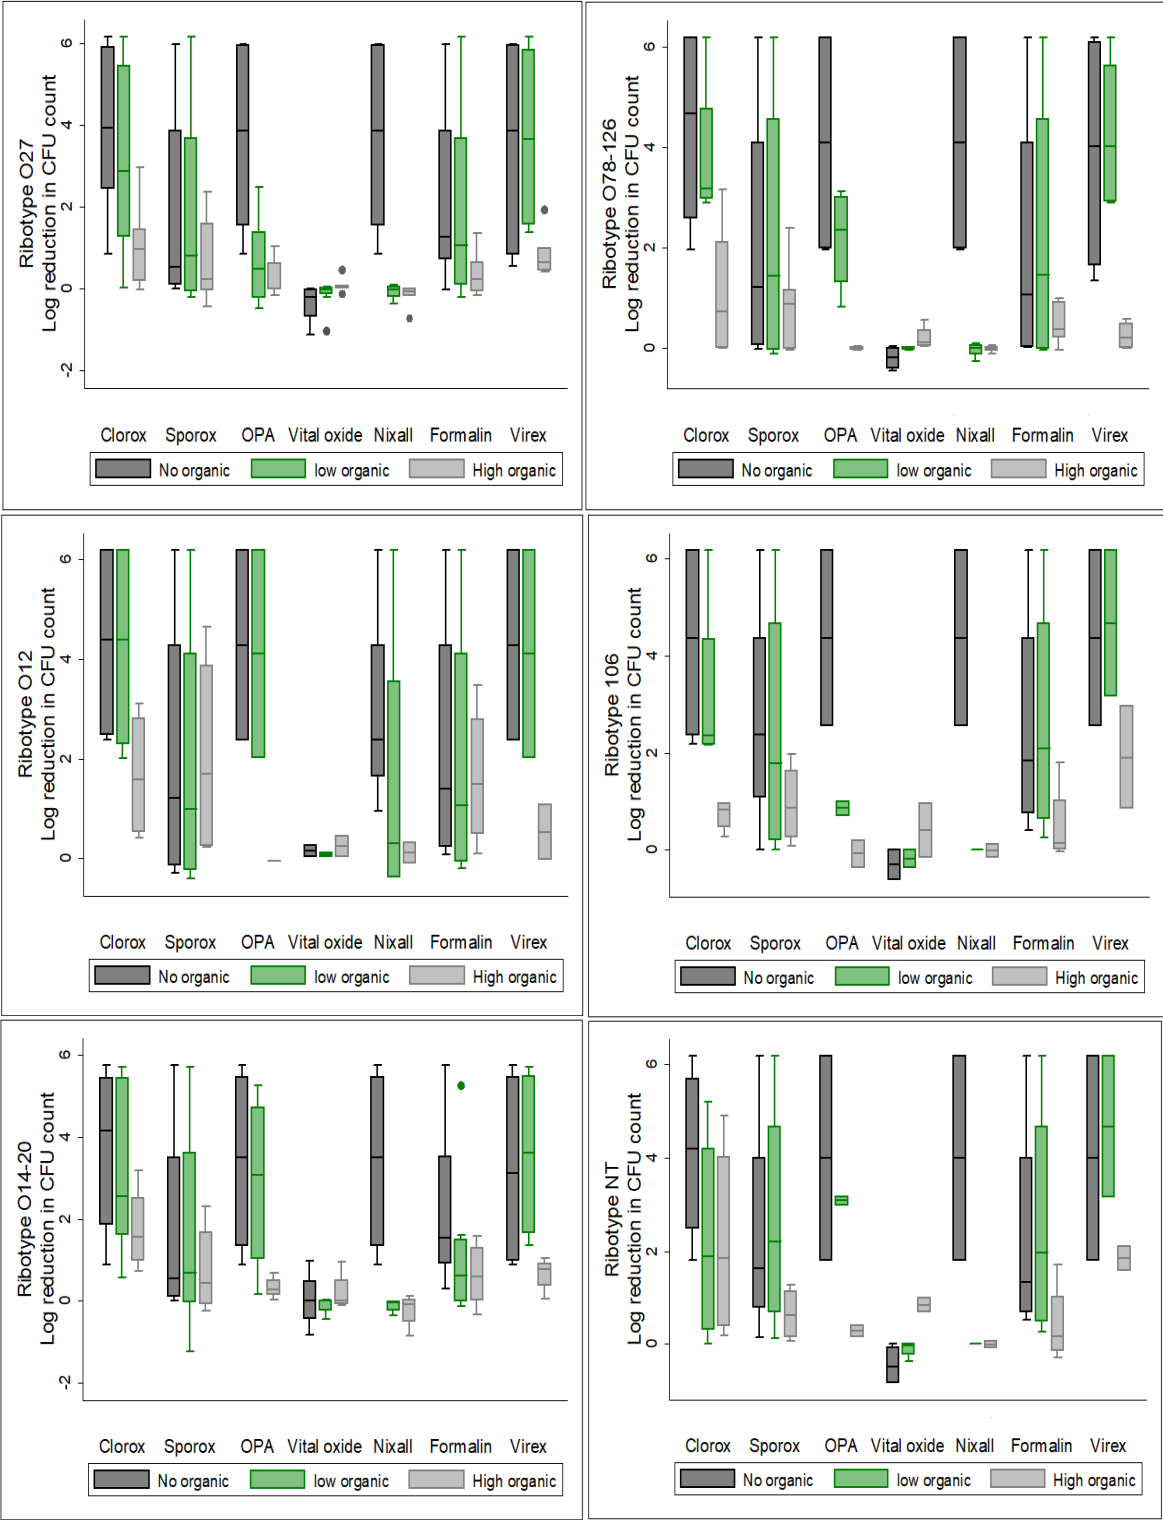 Ribotype O27
Log reduction in CFU count
6
4
2
0
-2
Clorox Sporox OPA Vital oxide Nixall Formalin Virex
No organic low organic High organic
Ribotype O78-126
Log reduction in CFU count
6
4
2
0
Clorox Sporox OPA Vital oxide Nixall Formalin Virex
No organic low organic High organic
Ribotype O12
Log reduction in CFU count
6
4
2
0
Clorox Sporox OPA Vital oxide Nixall Formalin Virex
No organic low organic High organic
Ribotype 106
Log reduction in CFU count
6
4
2
0
Clorox Sporox OPA Vital oxide Nixall Formalin Virex
No organic low organic High organic
Ribotype O14-20
Log reduction in CFU count
6
4
2
0
-2
Clorox Sporox OPA Vital oxide Nixall Formalin Virex
No organic low organic High organic
Ribotype NT
Log reduction in CFU count
6
4
2
0
Clorox Sporox OPA Vital oxide Nixall Formalin Virex
No organic low organic High organic